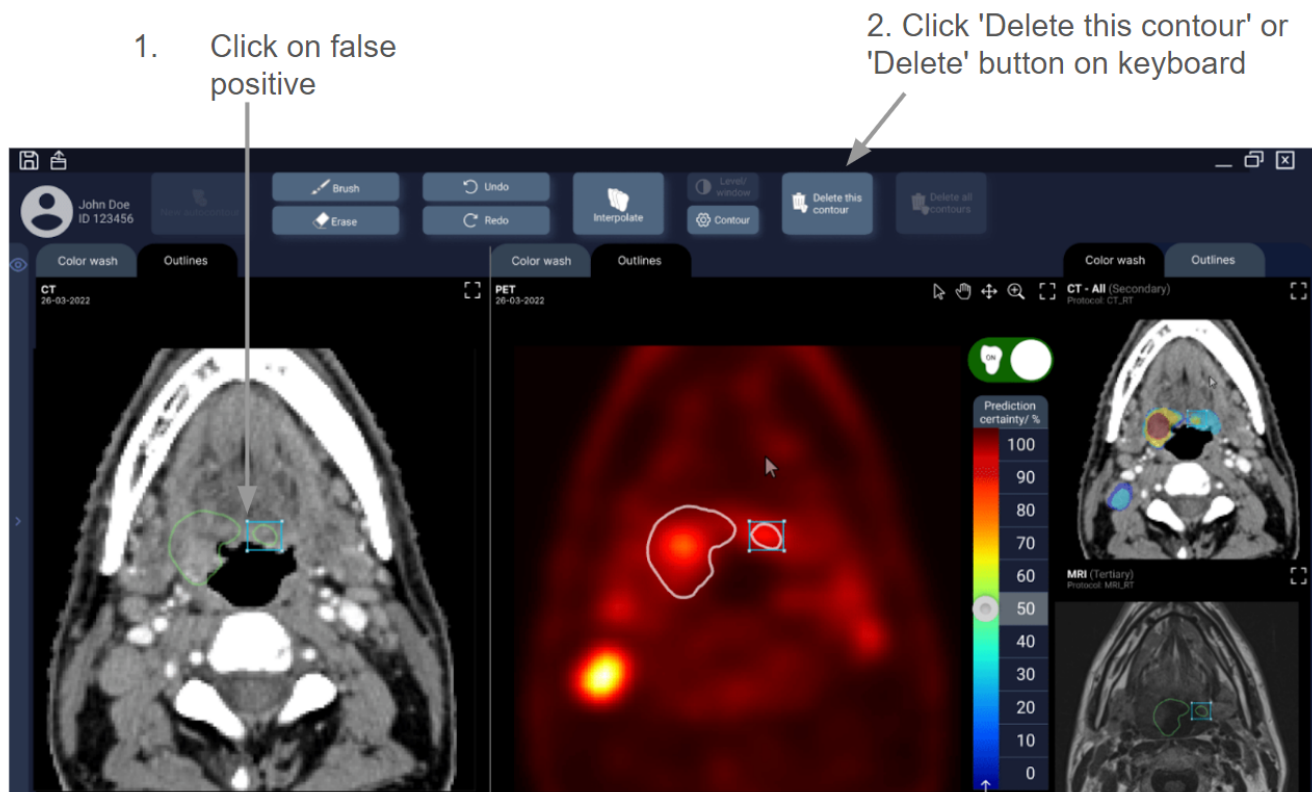 1. Click on false
positive
2. Click 'Delete this contour' or
'Delete' button on keyboard
John Doe
ID 123456
New autocontour
Brush
Erase
Undo
Redo
Interpolate
Level/
window
Contour
Delete this
contour
Delete all
contours
Color wash
Outlines
Color wash
Outlines
Color wash
Outlines
CT
26-03-2022
PET
26-03-2022
CT - All (Secondary)
Protocol: CT_RT
ON
Prediction
certainty/ %
100
90
80
70
60
50
40
30
20
10
0
MRI (Tertiary)
Protocol: MRI_RT